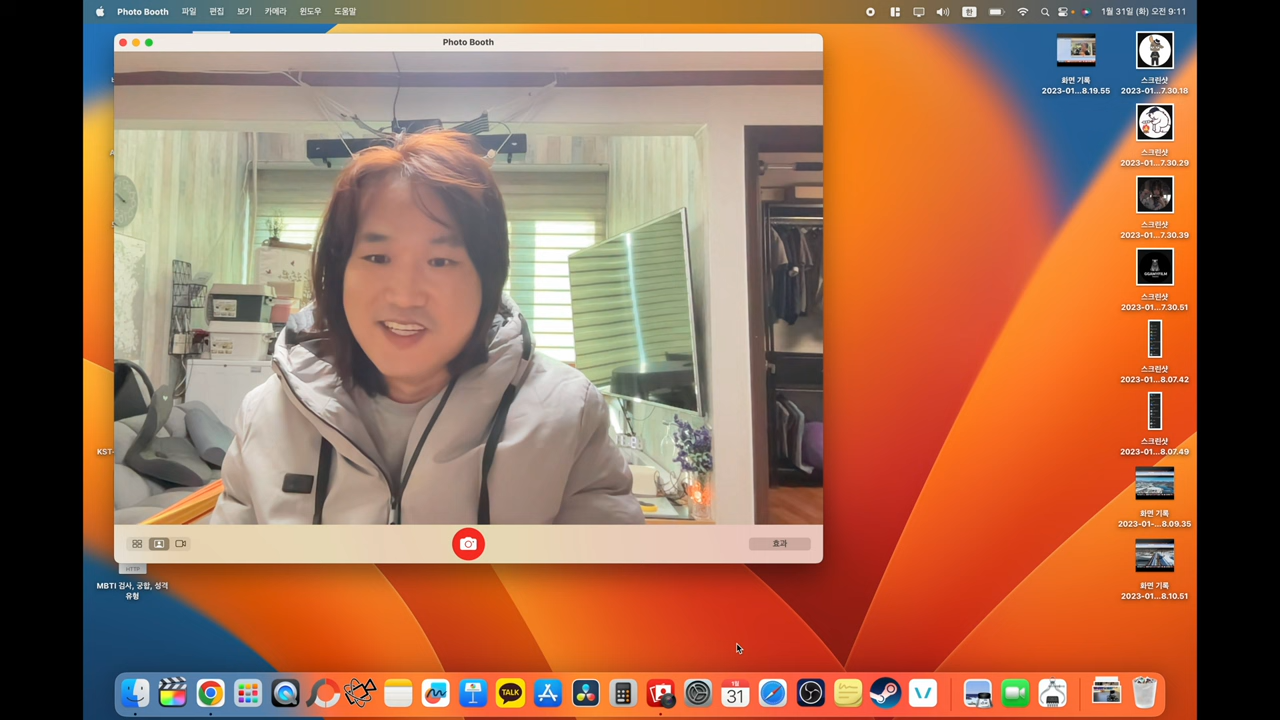 Photo Booth 파일 편집 보기 카메라 윈도우 도움말
한
1월 31일 (화) 오전 9:11
Photo Booth
효과
화면 기록
2023-01...8.19.55
스크린샷
2023-01...7.30.18
스크린샷
2023-01...7.30.29
스크린샷
2023-01...7.30.39
스크린샷
2023-01...7.30.51
스크린샷
2023-01...8.07.42
스크린샷
2023-01...8.07.49
화면 기록
2023-01-...8.09.35
화면 기록
2023-01...8.10.51
KST-
HTTP
MBTI 검사, 궁합, 성격
유형
TALK
1월
31